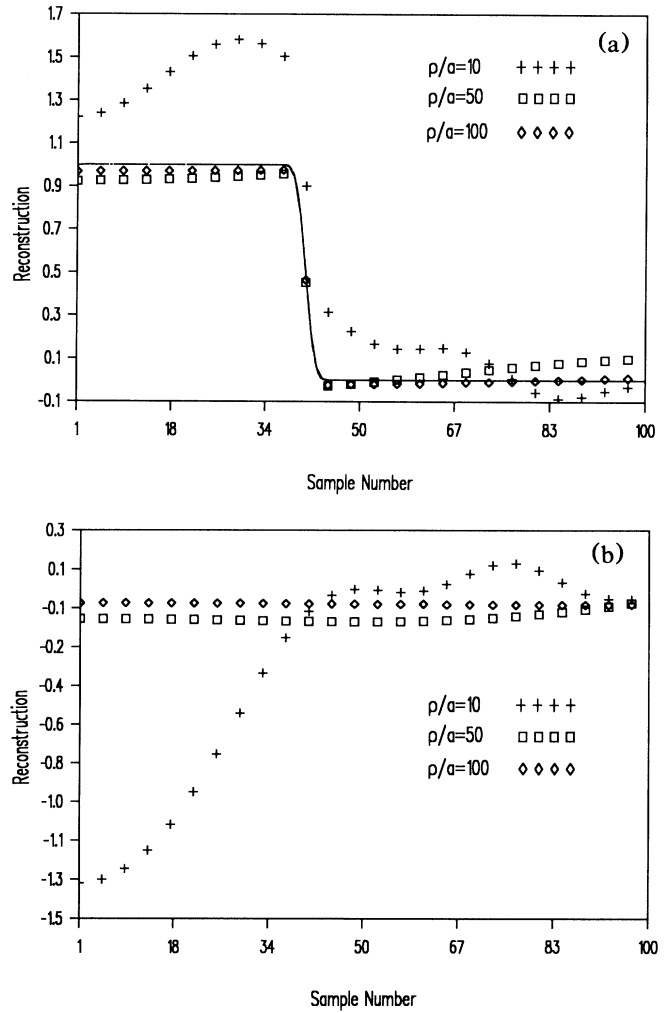 1.7
(a)
ρ/a=10
1.5
ρ/a=50
1.3
ρ/a=100
1.1
0.9
Reconstruction
0.7
0.5
0.3
0.1
-0.1
1 18 34 50 67 83 100
Sample Number
0.3
(b)
0.1
-0.1
-0.2
-0.4
Reconstruction
-0.6
ρ/a=10
-0.8
ρ/a=50
ρ/a=100
-1.0
-1.1
-1.3
-1.5
1 18 34 50 67 83 100
Sample Number